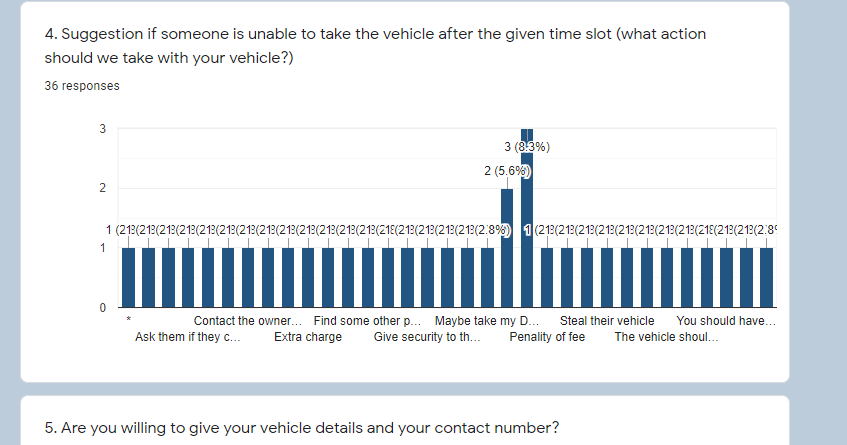 4. Suggestion if someone is unable to take the vehicle after the given time slot (what action
should we take with your vehicle?)
36 responses
3
3 (8.3%)
2 (5.6%)
2
1
0
*
Contact the owner…
Find some other p…
Maybe take my D…
Steal their vehicle
You should have…
Ask them if they c…
Extra charge
Give security to th…
Penality of fee
The vehicle shoul…
5. Are you willing to give your vehicle details and your contact number?